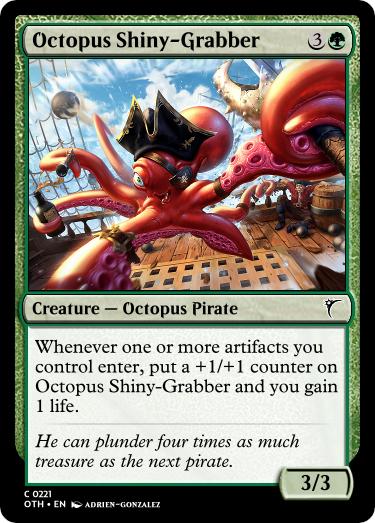 Octopus Shiny-Grabber 3
Creature — Octopus Pirate
Whenever one or more artifacts you
control enter, put a +1/+1 counter on
Octopus Shiny-Grabber and you gain
1 life.
He can plunder four times as much
treasure as the next pirate.
3/3
C 0221
OTH • EN ADRIEN-GONZALEZ